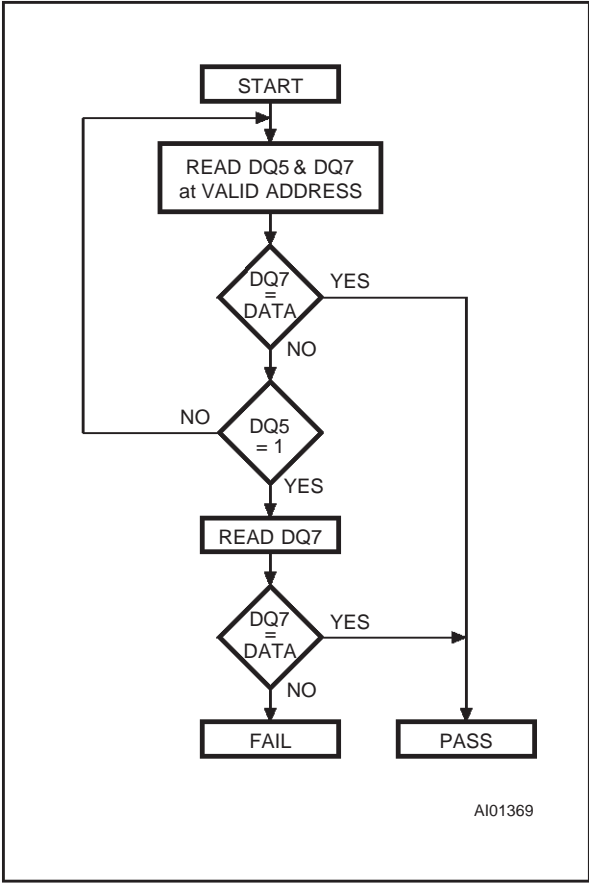 START
READ DQ5 & DQ7
at VALID ADDRESS
DQ7
=
DATA
YES
NO
DQ5
= 1
NO
YES
READ DQ7
DQ7
=
DATA
YES
NO
FAIL
PASS
AI01369